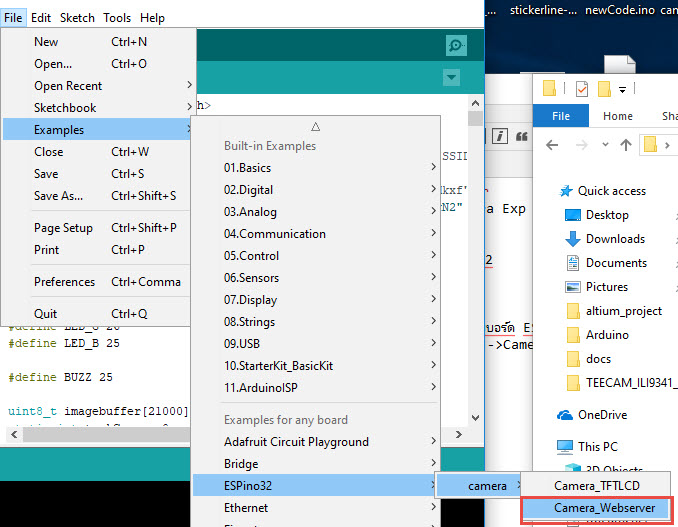 File Edit Sketch Tools Help
New Ctrl+N
Open... Ctrl+O
Open Recent
Sketchbook
Examples
Close Ctrl+W
Save Ctrl+S
Save As... Ctrl+Shift+S
Page Setup Ctrl+Shift+P
Print Ctrl+P
Preferences Ctrl+Comma
Quit Ctrl+Q
h>
Built-in Examples
01.Basics
02.Digital
03.Analog
04.Communication
05.Control
06.Sensors
07.Display
08.Strings
09.USB
10.StarterKit_BasicKit
11.ArduinoISP
Examples for any board
Adafruit Circuit Playground
Bridge
ESPino32
Ethernet
camera
Camera_TFTLCD
Camera_Webserver
SSID
kxf"
N2"
#define LED_B 25
#define BUZZ 25
uint8_t imagebuffer[21000]
stickerline-... newCode.ino
a Exp
บอร์ด ES
->Came
File Home Sha
Quick access
Desktop
Downloads
Documents
Pictures
altium_project
Arduino
docs
TEECAM_ILI9341_
OneDrive
This PC
3D Objects